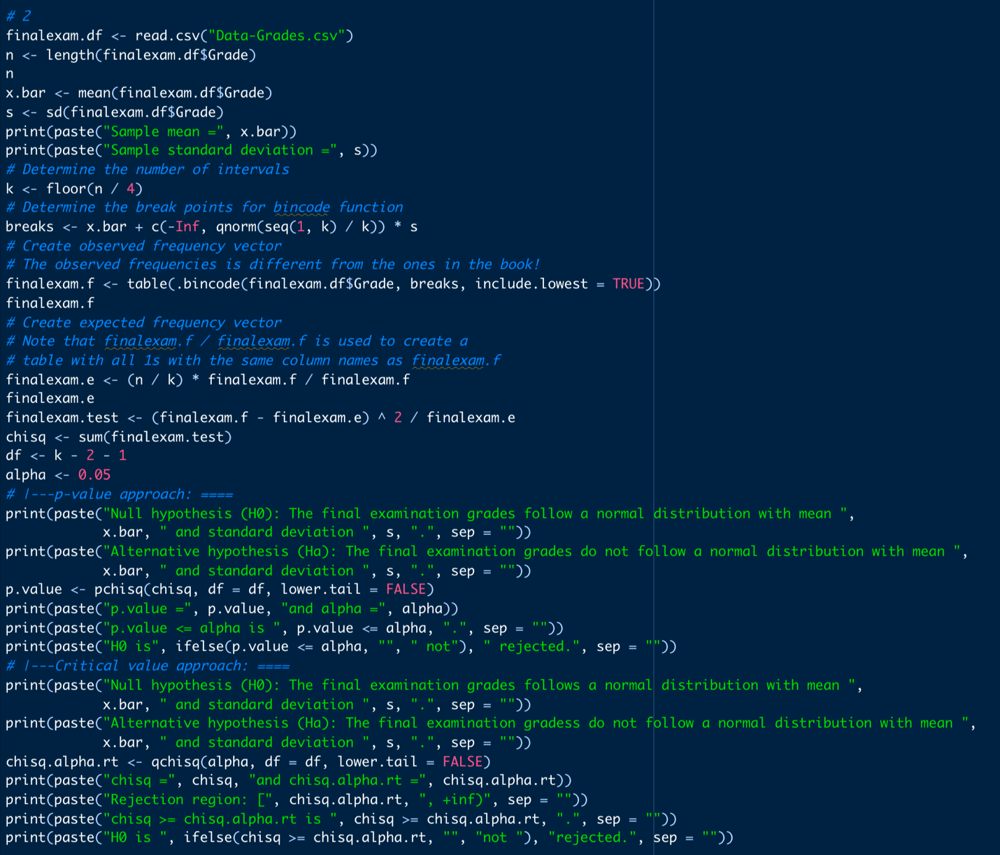 # 2
finalexam.df <- read.csv("Data-Grades.csv")
n <- length(finalexam.df$Grade)
n
x.bar <- mean(finalexam.df$Grade)
s <- sd(finalexam.df$Grade)
print(paste("Sample mean =", x.bar))
print(paste("Sample standard deviation =", s))
# Determine the number of intervals
k <- floor(n / 4)
# Determine the break points for bincode function
breaks <- x.bar + c(-Inf, qnorm(seq(1, k) / k)) * s
# Create observed frequency vector
# The observed frequencies is different from the ones in the book!
finalexam.f <- table(.bincode(finalexam.df$Grade, breaks, include.lowest = TRUE))
finalexam.f
# Create expected frequency vector
# Note that finalexam.f / finalexam.f is used to create a
# table with all 1s with the same column names as finalexam.f
finalexam.e <- (n / k) * finalexam.f / finalexam.f
finalexam.e
finalexam.test <- (finalexam.f - finalexam.e) ^ 2 / finalexam.e
chisq <- sum(finalexam.test)
df <- k - 2 - 1
alpha <- 0.05
# |---p-value approach: ====
print(paste("Null hypothesis (H0): The final examination grades follow a normal distribution with mean ",
            x.bar, " and standard deviation ", s, ".", sep = ""))
print(paste("Alternative hypothesis (Ha): The final examination grades do not follow a normal distribution with mean ",
            x.bar, " and standard deviation ", s, ".", sep = ""))
p.value <- pchisq(chisq, df = df, lower.tail = FALSE)
print(paste("p.value =", p.value, "and alpha =", alpha))
print(paste("p.value <= alpha is ", p.value <= alpha, ".", sep = ""))
print(paste("H0 is", ifelse(p.value <= alpha, "", " not"), " rejected.", sep = ""))
# |---Critical value approach: ====
print(paste("Null hypothesis (H0): The final examination grades follows a normal distribution with mean ",
            x.bar, " and standard deviation ", s, ".", sep = ""))
print(paste("Alternative hypothesis (Ha): The final examination gradess do not follow a normal distribution with mean ",
            x.bar, " and standard deviation ", s, ".", sep = ""))
chisq.alpha.rt <- qchisq(alpha, df = df, lower.tail = FALSE)
print(paste("chisq =", chisq, "and chisq.alpha.rt =", chisq.alpha.rt))
print(paste("Rejection region: [", chisq.alpha.rt, ", +inf)", sep = ""))
print(paste("chisq >= chisq.alpha.rt is ", chisq >= chisq.alpha.rt, ".", sep = ""))
print(paste("H0 is ", ifelse(chisq >= chisq.alpha.rt, "", "not "), "rejected.", sep = ""))